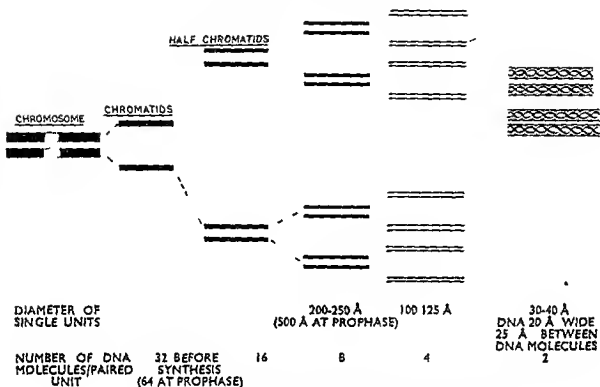 HALF CHROMATIDS
CHROMOSOME
CHROMATIDS
DIAMETER OF
SINGLE UNITS
200-250 Å
(500 Å AT PROPHASE)
100 125 Å
30-40 Å
DNA 20 Å WIDE
25 Å BETWEEN
DNA MOLECULES
NUMBER OF DNA
MOLECULES/PAIRED
UNIT
32 BEFORE
SYNTHESIS
(64 AT PROPHASE)
16
8
4
2